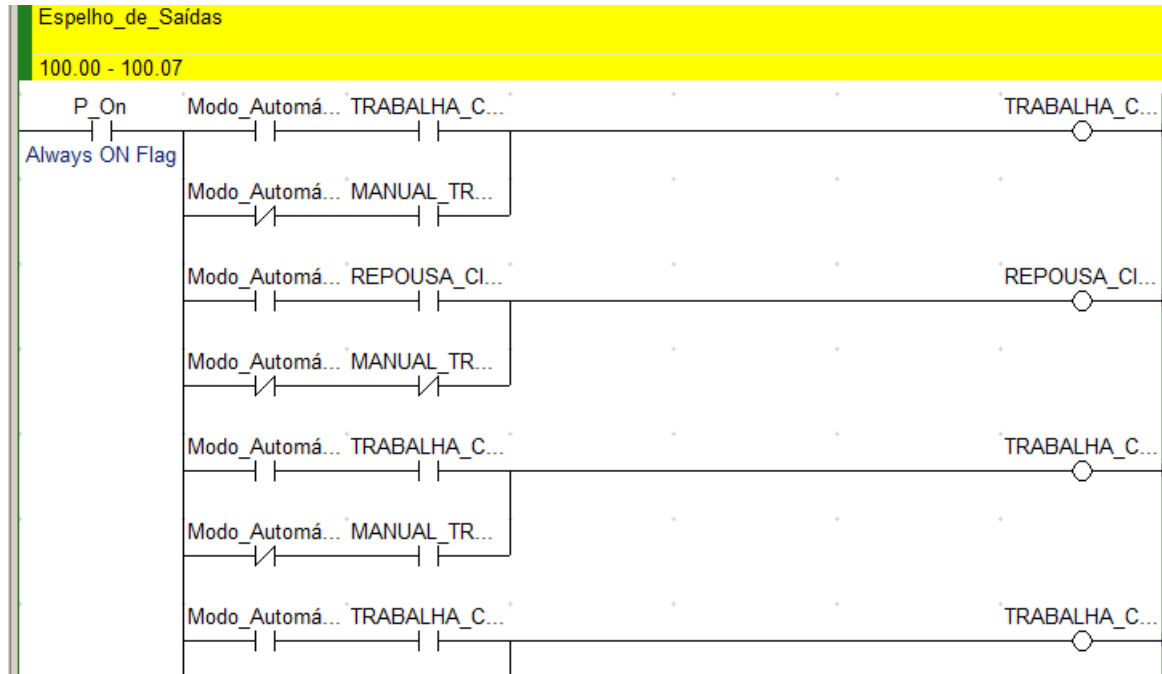 Espelho_de_Saídas
100.00 - 100.07
P_On Modo_Automá... TRABALHA_C... TRABALHA_C...
Always ON Flag
Modo_Automá... MANUAL_TR...
Modo_Automá... REPOUSA_CI... REPOUSA_CI...
Modo_Automá... MANUAL_TR...
Modo_Automá... TRABALHA_C... TRABALHA_C...
Modo_Automá... MANUAL_TR...
Modo_Automá... TRABALHA_C... TRABALHA_C...